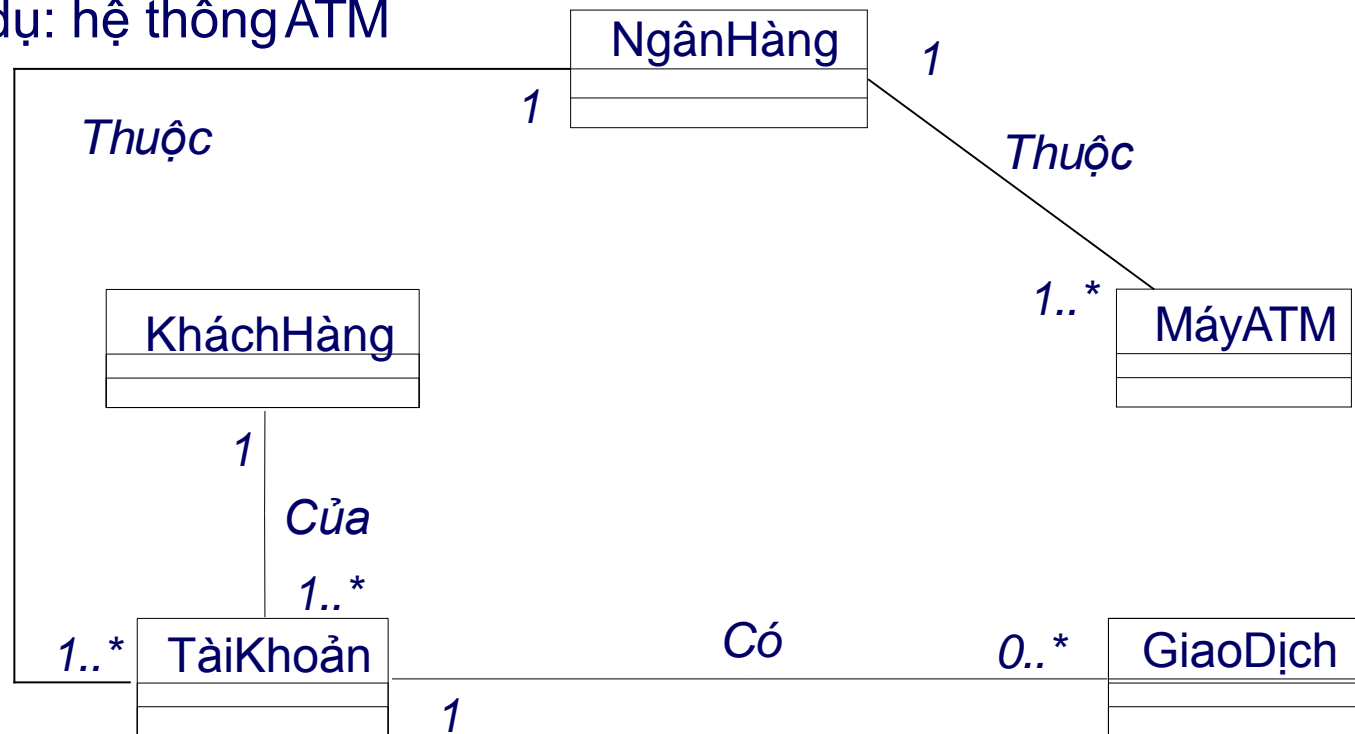 dụ: hệ thống ATM
NgânHàng
1
1
Thuộc
Thuộc
1..*
MáyATM
KháchHàng
1
Của
1..*
1..*
TàiKhoản
Có
0..*
GiaoDịch
1